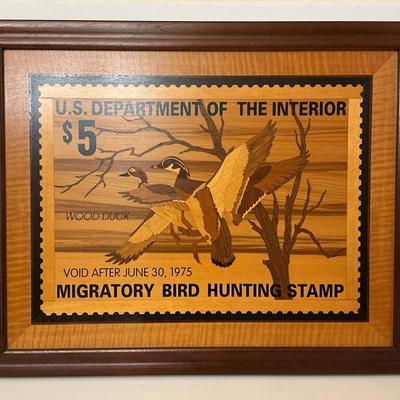 U.S. DEPARTMENT OF THE INTERIOR
$5
WOOD DUCK
VOID AFTER JUNE 30, 1975
MIGRATORY BIRD HUNTING STAMP